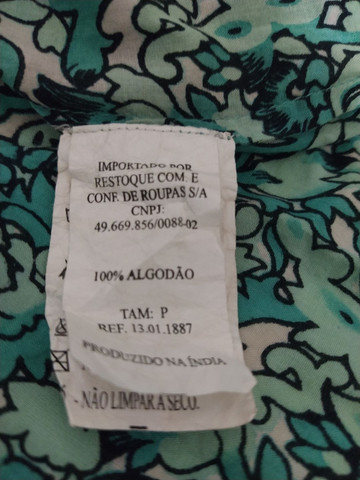 IMPORTADO POR
RESTOQUE COM. E
CONF. DE ROUPAS S/A
CNPJ:
49.669.856/0088-02
100% ALGODÃO
TAM: P
REF. 13.01.1887
PRODUZIDO NA ÍNDIA
- NÃO LIMPAR A SECO.